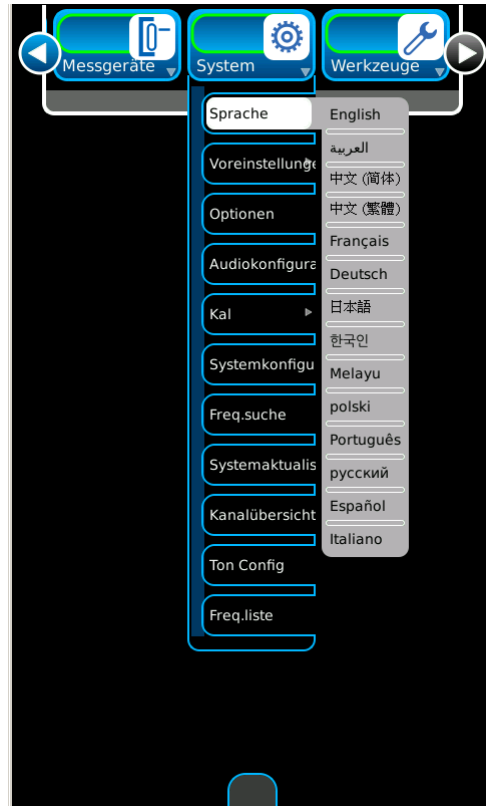 Messgeräte
System
Werkzeuge
Sprache
Voreinstellunge
Optionen
Audiokonfigura
Kal
Systemkonfigu
Freq.suche
Systemaktualis
Kanalübersicht
Ton Config
Freq.liste
English
العربية
中文 (简体)
中文 (繁體)
Français
Deutsch
日本語
한국인
Melayu
polski
Português
русский
Español
Italiano